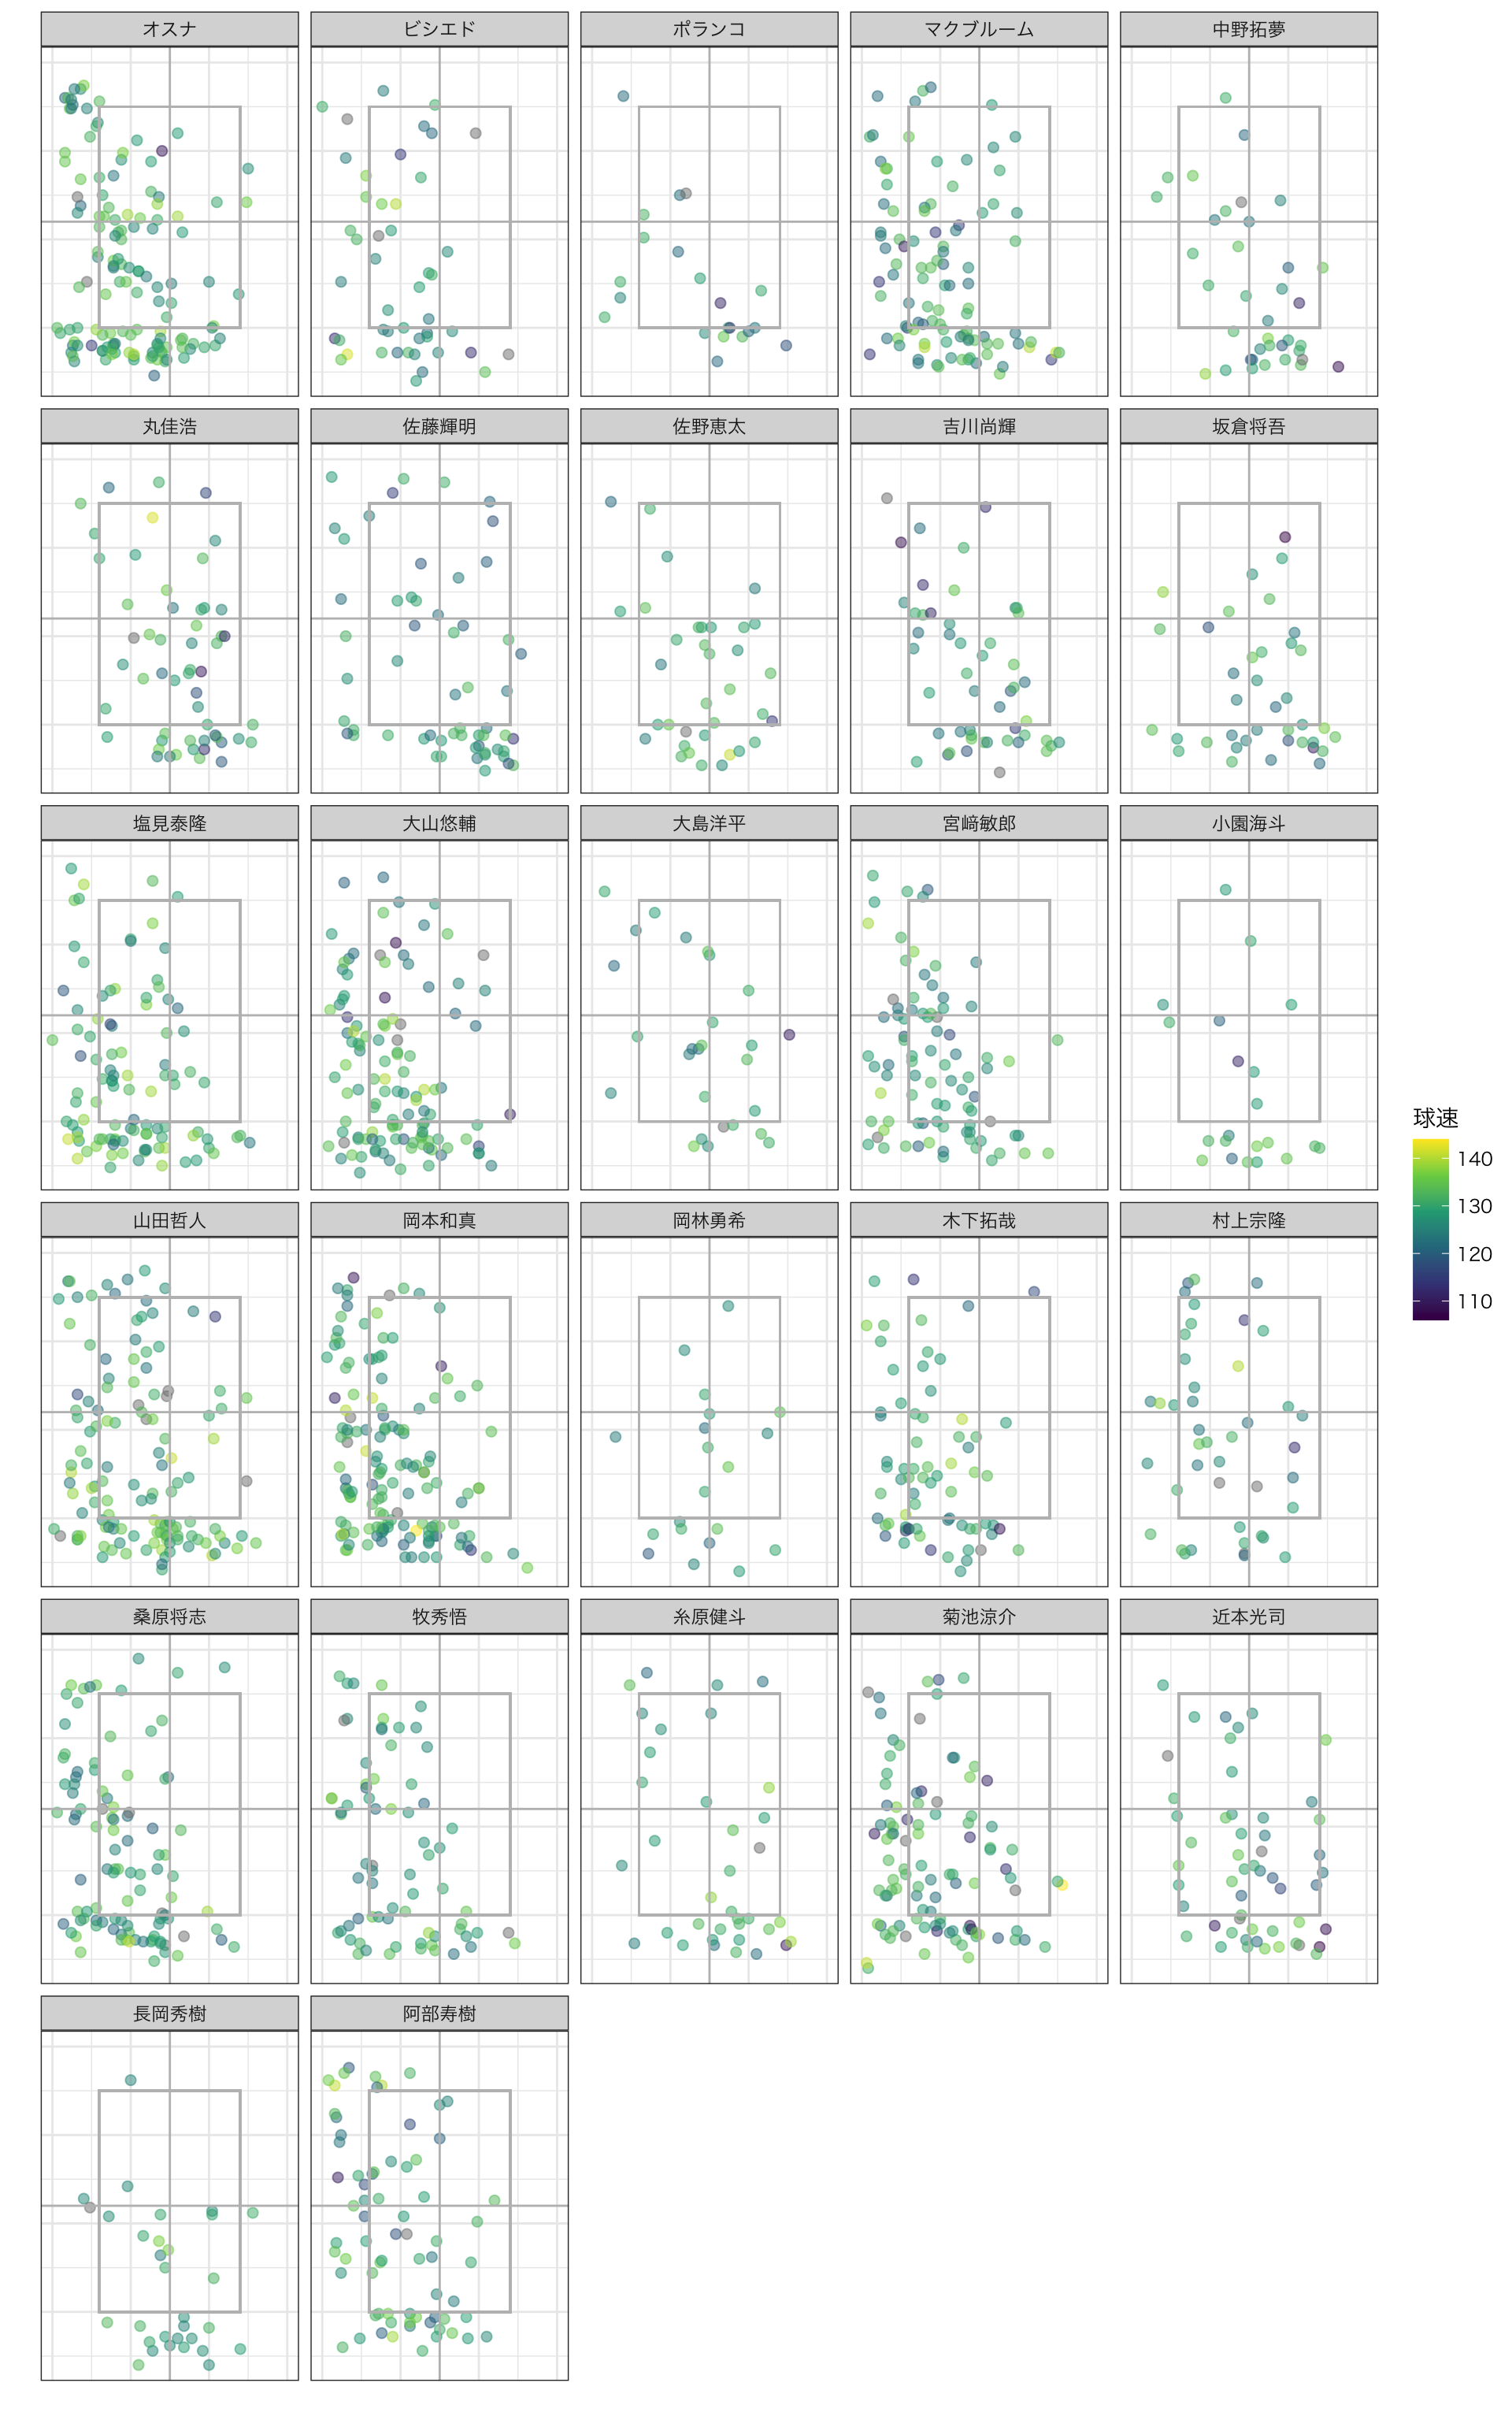 オスナ
ビシエド
ポランコ
マクブルーム
中野拓夢
丸佳浩
佐藤輝明
佐野恵太
吉川尚輝
坂倉将吾
塩見泰隆
大山悠輔
大島洋平
宮﨑敏郎
小園海斗
山田哲人
岡本和真
岡林勇希
木下拓哉
村上宗隆
桑原将志
牧秀悟
糸原健斗
菊池涼介
近本光司
長岡秀樹
阿部寿樹
球速
140
130
120
110